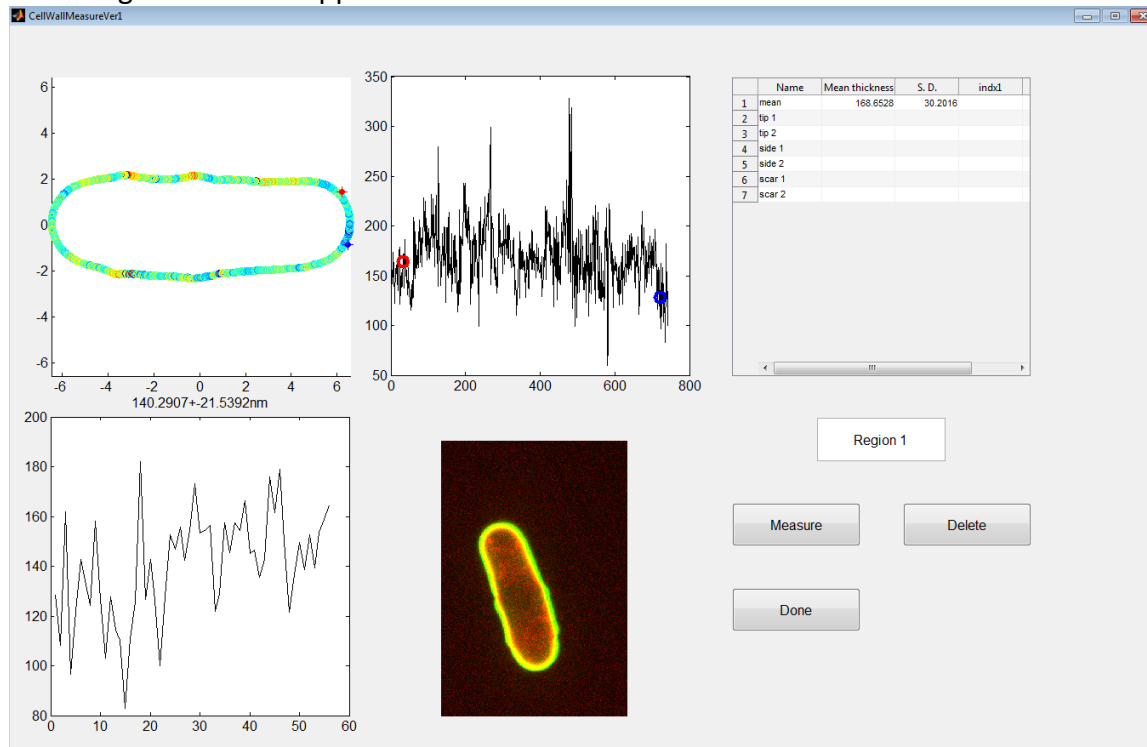 CellWallMeasureVer1
6
4
2
0
-2
-4
-6
-6 -4 -2 0 2 4 6
140.2907+-21.5392nm
350
300
250
200
150
100
50
0 200 400 600 800
Name Mean thickness S. D. indx1
1 mean 168.6528 30.2016
2 tip 1
3 tip 2
4 side 1
5 side 2
6 scar 1
7 scar 2
200
180
160
140
120
100
80
0 10 20 30 40 50 60
Region 1
Measure Delete
Done